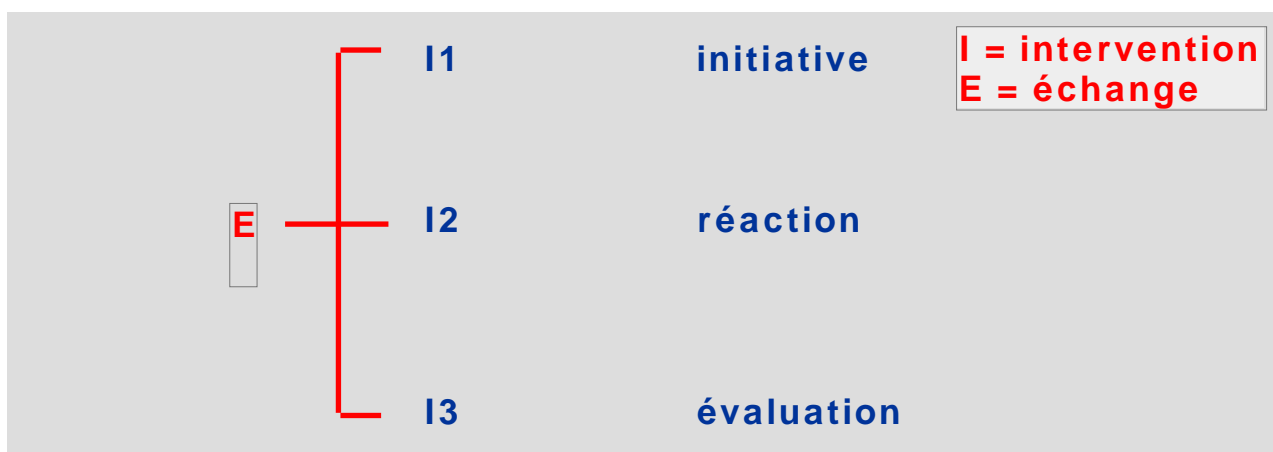 I1 initiative
I = intervention
E = échange
E I2 réaction
I3 évaluation